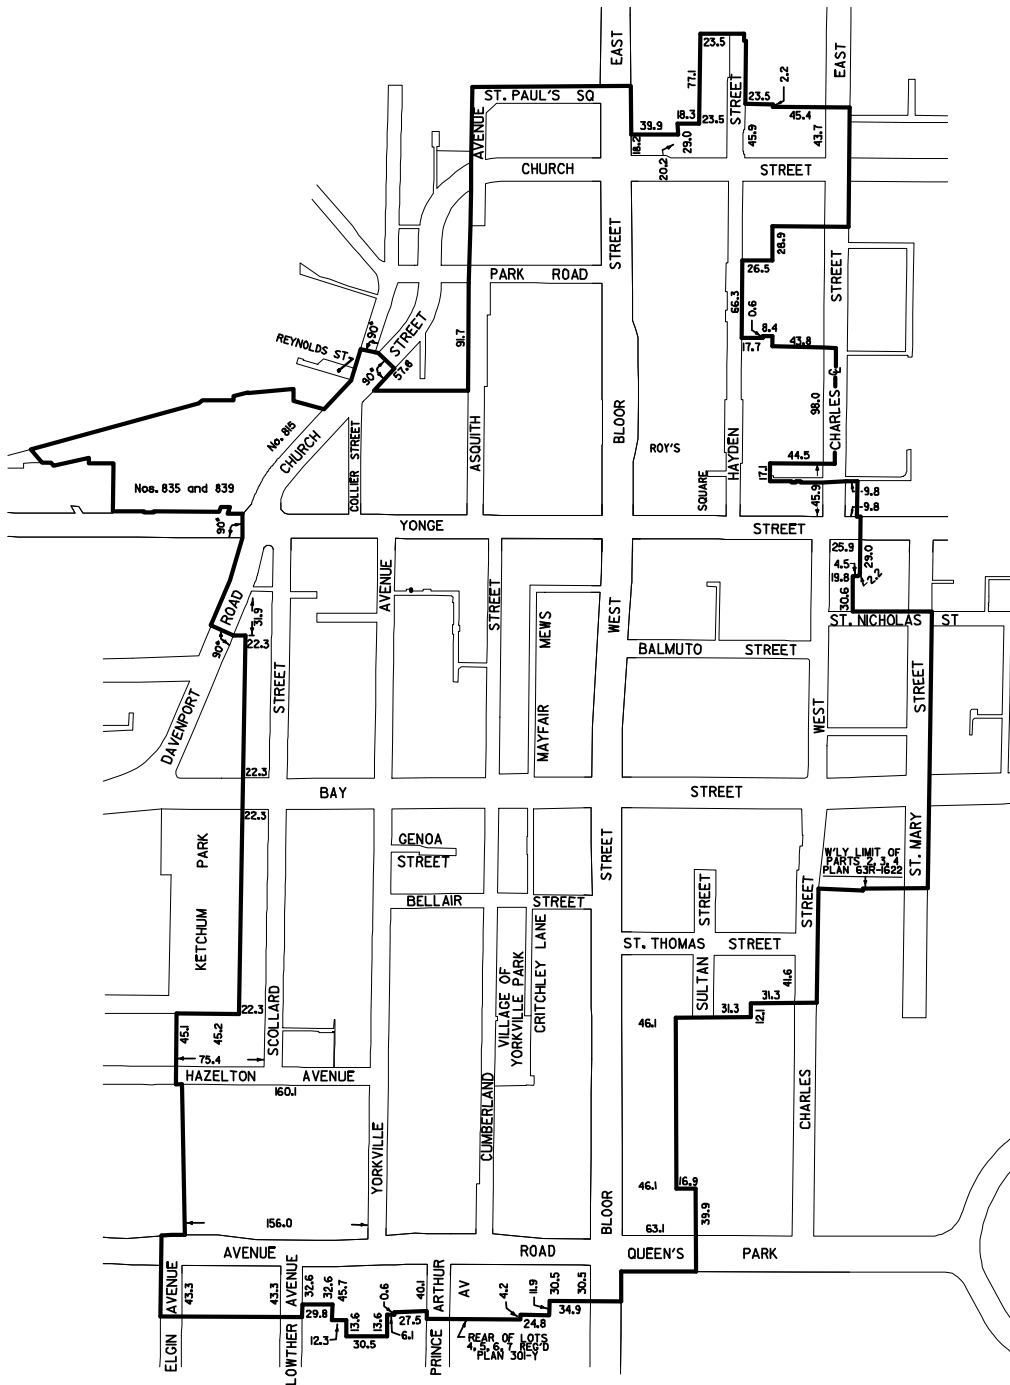 EAST
23.5
EAST
77.1
STREET
2.2
ST. PAUL'S SQ
23.5
45.4
18.3
23.5
39.9
AVENUE
18.2
29.0
45.9
43.7
20.2
CHURCH
STREET
STREET
28.9
PARK ROAD
26.5
STREET
66.3
0.6
90°
STREET
8.4
REYNOLDS ST
91.7
17.7
43.8
90°
57.6
98.0
CHARLES
No. 815
CHURCH
COLLIER STREET
ASQUITH
BLOOR
ROY'S
SQUARE
HAYDEN
44.5
17.1
Nos. 835 and 839
45.9
9.8
9.8
90°
YONGE
STREET
25.9
29.0
4.5
19.8
2.2
AVENUE
STREET
ROAD
31.9
30.6
MEWS
WEST
ST. NICHOLAS ST
90°
22.3
BALMUTO STREET
STREET
STREET
DAVENPORT
MAYFAIR
WEST
22.3
BAY
STREET
22.3
PARK
GENOA
STREET
STREET
ST. MARY
W'LY LIMIT OF
PARTS 2, 3, 4
PLAN 63R-1622
BELLAIR
STREET
STREET
STREET
KETCHUM
ST. THOMAS STREET
VILLAGE OF
YORKVILLE PARK
CRITCHLEY LANE
SULTAN
41.6
22.3
31.3
31.3
12.1
46.1
45.1
45.2
SCOLLARD
75.4
HAZELTON
AVENUE
160.1
CUMBERLAND
CHARLES
YORKVILLE
46.1
16.9
39.9
156.0
BLOOR
63.1
AVENUE
ROAD
QUEEN'S
PARK
AVENUE
43.3
43.3
AVENUE
32.6
32.6
45.7
0.6
40.1
ARTHUR
AV
4.2
11.9
30.5
30.5
29.8
13.6
13.6
27.5
24.8
34.9
12.3
30.5
6.1
ELGIN
LOWTHER
PRINCE
REAR OF LOTS
4, 5, 6, 7 REG'D
PLAN 301-Y